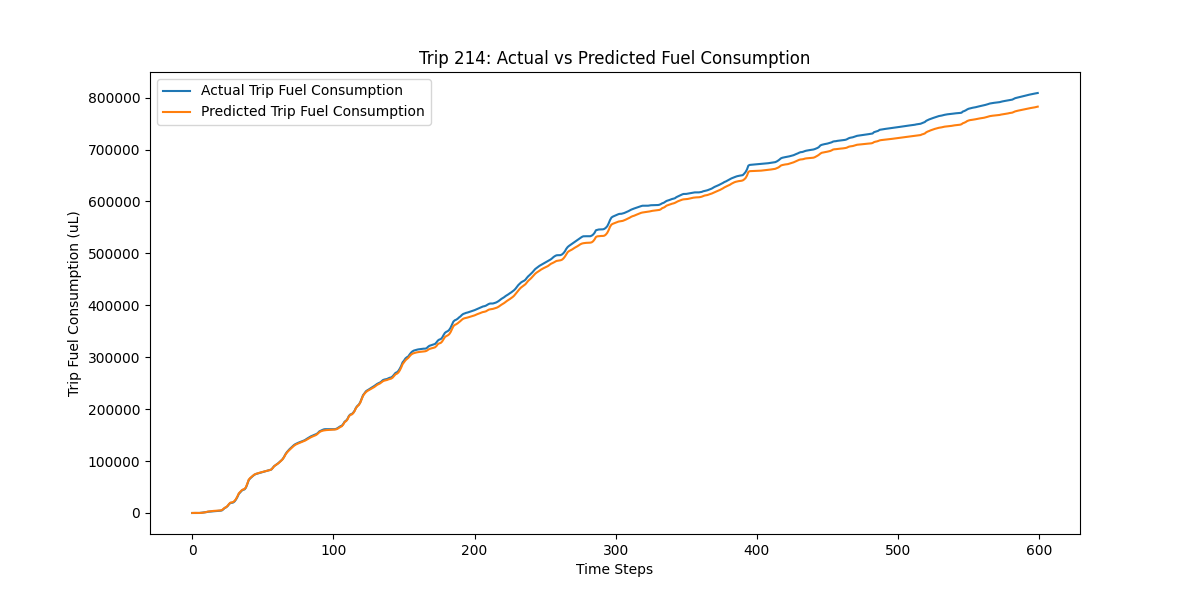 Trip 214: Actual vs Predicted Fuel Consumption
Actual Trip Fuel Consumption
Predicted Trip Fuel Consumption
Trip Fuel Consumption (uL)
800000
700000
600000
500000
400000
300000
200000
100000
0
0 100 200 300 400 500 600
Time Steps